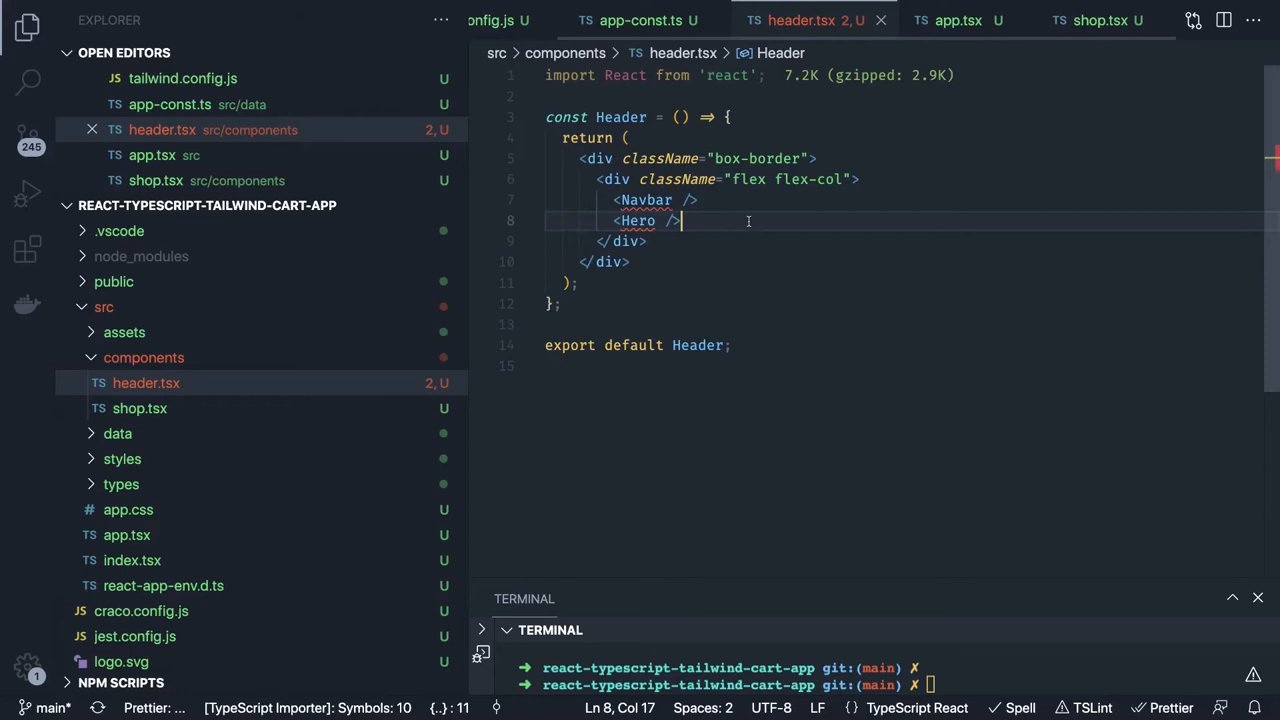 EXPLORER
onfig.js U
app-const.ts U
header.tsx 2, U
app.tsx U
shop.tsx U
OPEN EDITORS
JS tailwind.config.js U
TS app-const.ts src/data U
TS header.tsx src/components 2, U
TS app.tsx src U
TS shop.tsx src/components U
REACT-TYPESCRIPT-TAILWIND-CART-APP
.vscode
node_modules
public
src
assets
components
TS header.tsx 2, U
TS shop.tsx U
data
styles
types
# app.css U
TS app.tsx U
TS index.tsx U
TS react-app-env.d.ts U
JS craco.config.js U
JS jest.config.js U
logo.svg U
NPM SCRIPTS
245
1
src > components > TS header.tsx > Header
1 import React from 'react'; 7.2K (gzipped: 2.9K)
2
3 const Header = () => {
4 return (
5 <div className="box-border">
6 <div className="flex flex-col">
7 <Navbar />
8 <Hero />
9 </div>
10 </div>
11 );
12 };
13
14 export default Header;
15
TERMINAL
TERMINAL
➜ react-typescript-tailwind-cart-app git:(main) ✗
➜ react-typescript-tailwind-cart-app git:(main) ✗
main* Prettier: ... [TypeScript Importer]: Symbols: 10 {..} : 11 Ln 8, Col 17 Spaces: 2 UTF-8 LF {} TypeScript React ✓ Spell TSLint Prettier